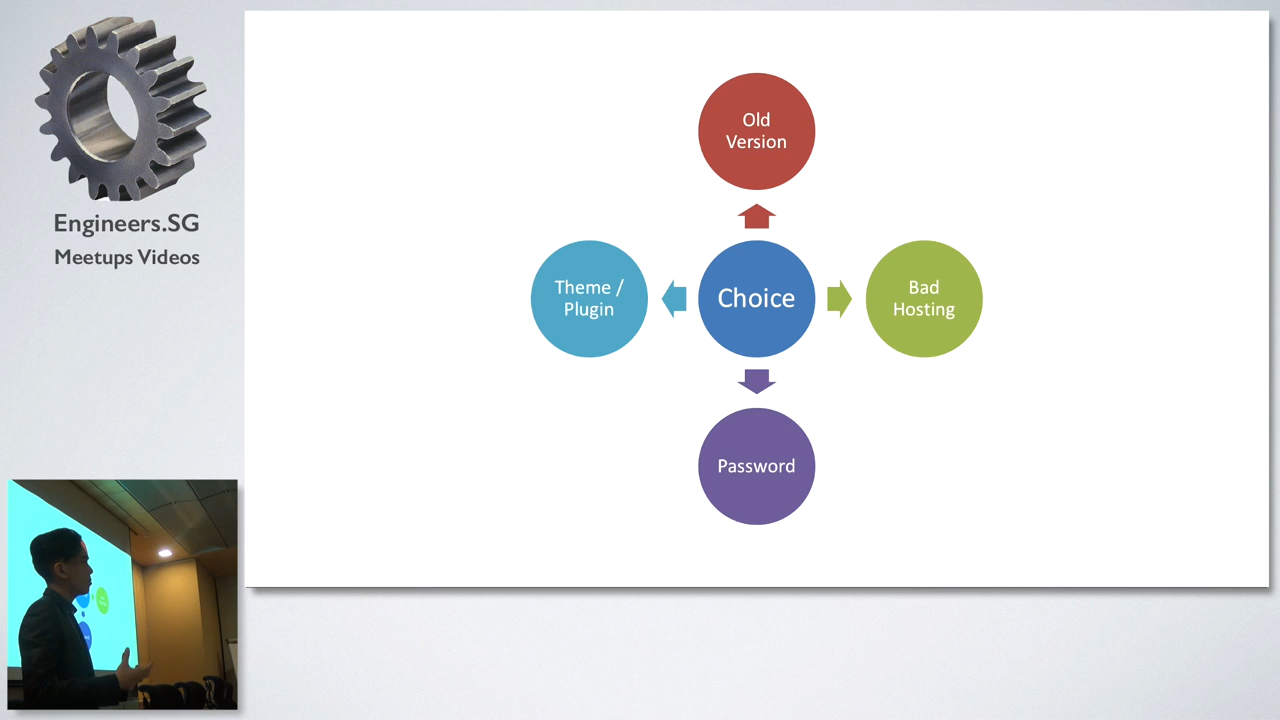 Engineers.SG
Meetups Videos
Old
Version
Theme /
Plugin
Choice
Bad
Hosting
Password